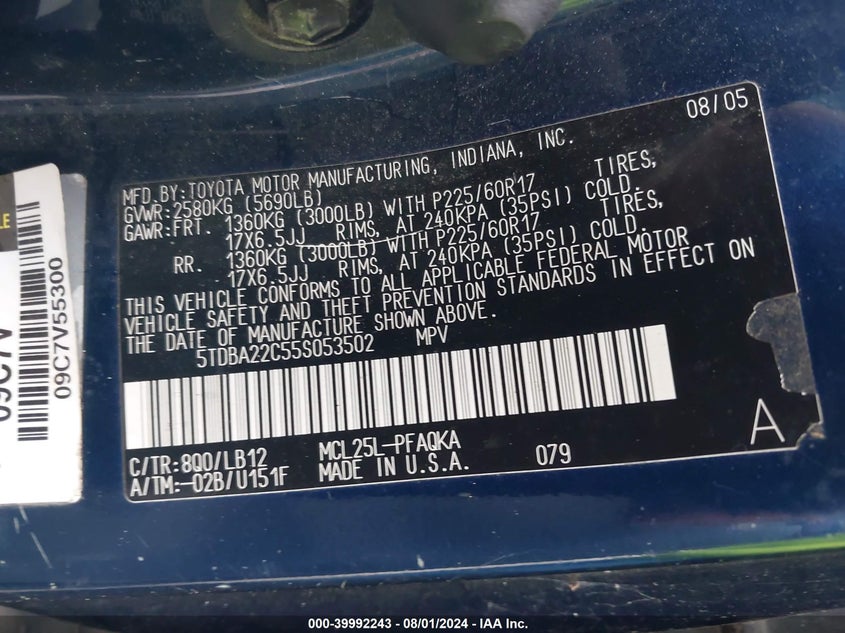 08/05
MFD.BY:TOYOTA MOTOR MANUFACTURING, INDIANA, INC.
GVWR:2580KG (5690LB)
GAWR:FRT. 1360KG (3000LB) WITH P225/60R17 TIRES,
17X6.5JJ RIMS, AT 240KPA (35PSI) COLD.
RR. 1360KG (3000LB) WITH P225/60R17 TIRES,
17X6.5JJ RIMS, AT 240KPA (35PSI) COLD.
THIS VEHICLE CONFORMS TO ALL APPLICABLE FEDERAL MOTOR
VEHICLE SAFETY AND THEFT PREVENTION STANDARDS IN EFFECT ON
THE DATE OF MANUFACTURE SHOWN ABOVE.
5TDBA22C55S053502 MPV
C/TR:8Q0/LB12 MCL25L-PFAQKA
A/TM:-02B/U151F MADE IN U.S.A. 079
A
09C7V55300
000-39992243 - 08/01/2024 - IAA Inc.